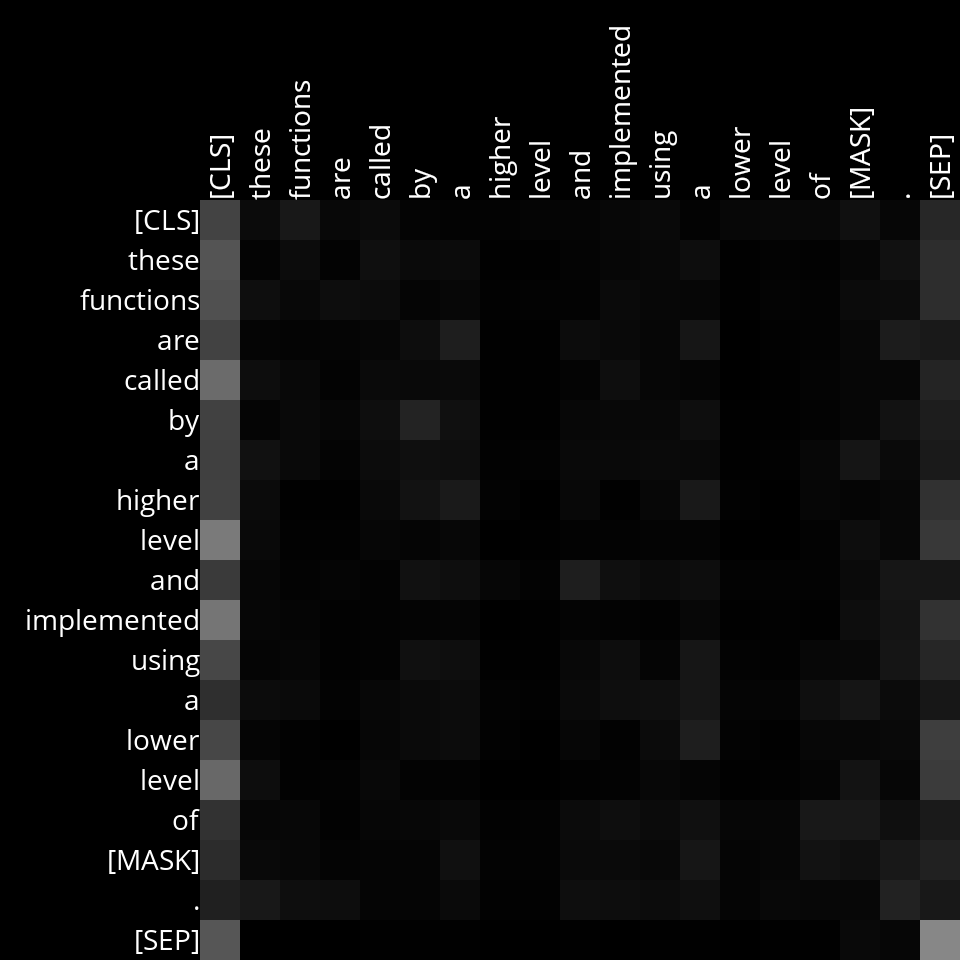 [CLS] these functions are called by a higher level and implemented using a lower level of [MASK] . [SEP]
[CLS]
these
functions
are
called
by
a
higher
level
and
implemented
using
a
lower
level
of
[MASK]
.
[SEP]